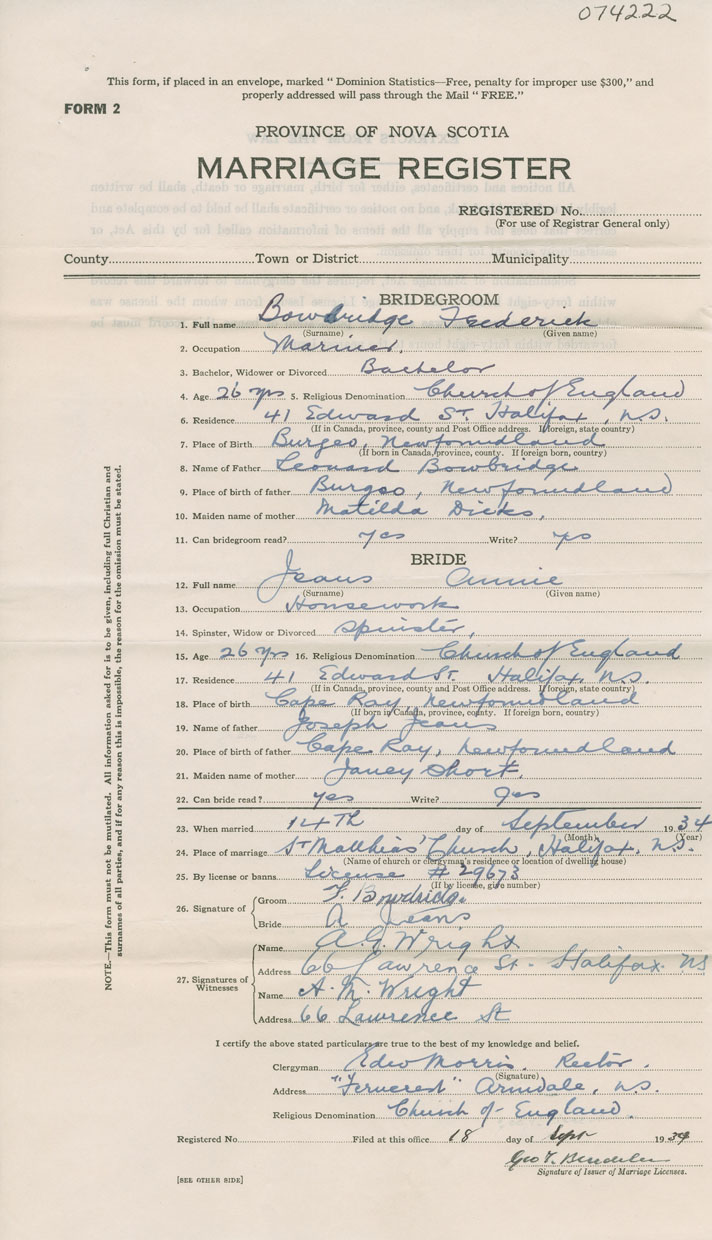 074222
This form, if placed in an envelope, marked “ Dominion Statistics—Free, penalty for improper use $300,” and
properly addressed will pass through the Mail “ FREE.”
FORM 2
PROVINCE OF NOVA SCOTIA
MARRIAGE REGISTER
REGISTERED No.
(For use of Registrar General only)
County Town or District Municipality
BRIDEGROOM
1. Full name Bowdridge Frederick
(Surname) (Given name)
2. Occupation Mariner,
3. Bachelor, Widower or Divorced Bachelor
4. Age 26 yrs 5. Religious Denomination Church of England
6. Residence 41 Edward St. Halifax, N.S.
(If in Canada, province, county and Post Office address. If foreign, state country)
7. Place of Birth Burgeo, Newfoundland
(If born in Canada, province, county. If foreign born, country)
8. Name of Father Leonard Bowbridge
9. Place of birth of father Burgeo, Newfoundland
10. Maiden name of mother Matilda Dicks,
11. Can bridegroom read? yes Write? yes
BRIDE
12. Full name Jeans Annie
(Surname) (Given name)
13. Occupation Housework
14. Spinster, Widow or Divorced Spinster,
15. Age 26 yrs 16. Religious Denomination Church of England
17. Residence 41 Edward St. Halifax, N.S.
(If in Canada, province, county and Post Office address. If foreign, state country)
18. Place of birth Cape Ray, Newfoundland
(If born in Canada, province, county. If foreign born, country)
19. Name of father Joseph Jeans
20. Place of birth of father Cape Ray, Newfoundland
21. Maiden name of mother Janey Short.
22. Can bride read? yes Write? yes
23. When married 14TH day of September 1934
(Month) (Year)
24. Place of marriage St Matthias' Church, Halifax, N.S.
(Name of church or clergyman's residence or location of dwelling house)
25. By license or banns License # 29673
(If by license, give number)
26. Signature of Groom F. Bowdridge
Bride A Jeans
27. Signatures of Witnesses Name A.G. Wright
Address 66 Lawrence St - Halifax. NS
Name A. M. Wright
Address 66 Lawrence St
I certify the above stated particulars are true to the best of my knowledge and belief.
Clergyman Edw Morris. Rector.
(Signature)
Address "Ferncrest" Armdale, N.S.
Religious Denomination Church of England.
Registered No. Filed at this office 18 day of Sept 1934
Geo T.
Signature of Issuer of Marriage Licenses.
[SEE OTHER SIDE]
NOTE.—This form must not be mutilated. All information asked for is to be given, including full Christian and
surnames of all parties, and if for any reason this is impossible, the reason for the omission must be stated.